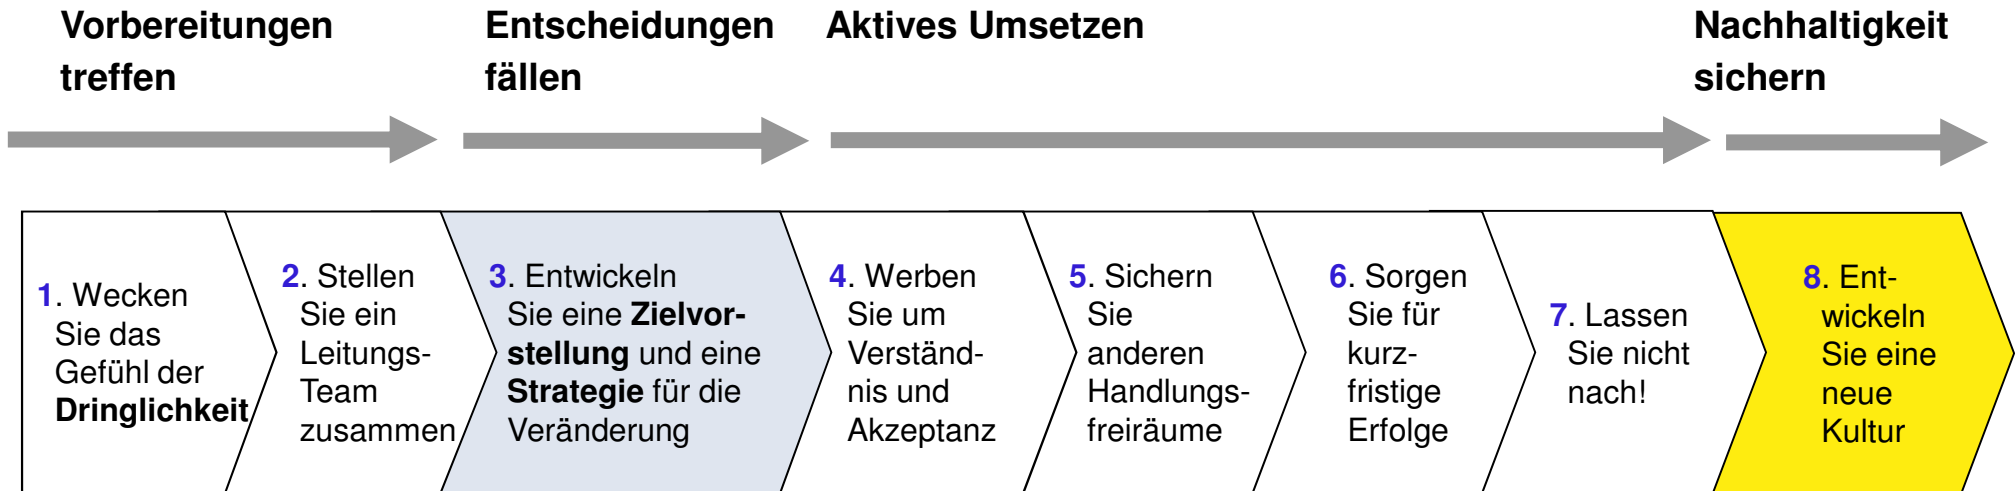 Vorbereitungen
treffen
Entscheidungen
fällen
Aktives Umsetzen
Nachhaltigkeit
sichern
1. Wecken
Sie das
Gefühl der
Dringlichkeit
2. Stellen
Sie ein
Leitungs-
Team
zusammen
3. Entwickeln
Sie eine Zielvor-
stellung und eine
Strategie für die
Veränderung
4. Werben
Sie um
Verständ-
nis und
Akzeptanz
5. Sichern
Sie
anderen
Handlungs-
freiräume
6. Sorgen
Sie für
kurz-
fristige
Erfolge
7. Lassen
Sie nicht
nach!
8. Ent-
wickeln
Sie eine
neue
Kultur